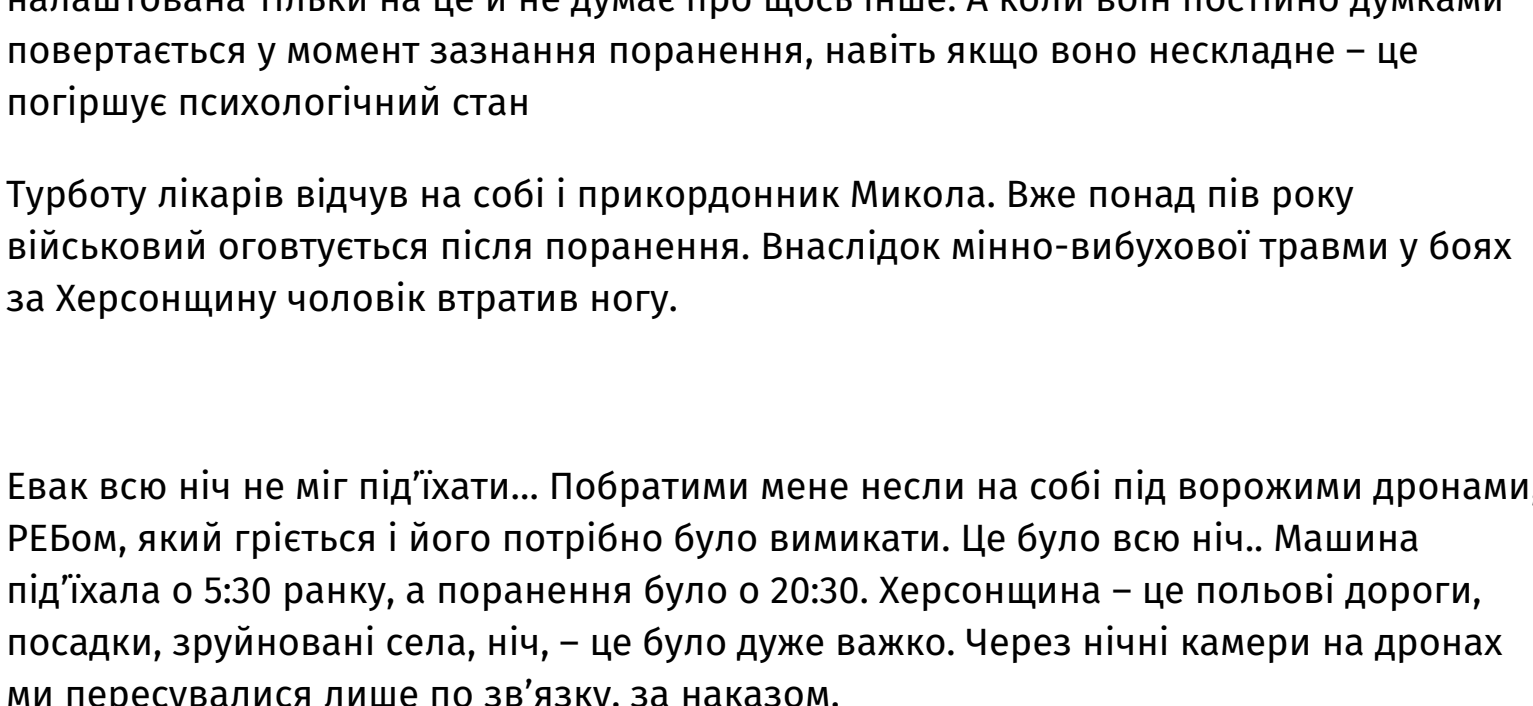 налаштована тільки на це й не думає про щось інше. А коли воїн постійно думками
повертається у момент зазнання поранення, навіть якщо воно нескладне – це
погіршує психологічний стан
Турботу лікарів відчув на собі і прикордонник Микола. Вже понад пів року
військовий оговтується після поранення. Внаслідок мінно-вибухової травми у боях
за Херсонщину чоловік втратив ногу.
Евак всю ніч не міг під’їхати... Побратими мене несли на собі під ворожими дронами,
РЕБом, який гріється і його потрібно було вимикати. Це було всю ніч.. Машина
під’їхала о 5:30 ранку, а поранення було о 20:30. Херсонщина – це польові дороги,
посадки, зруйновані села, ніч, – це було дуже важко. Через нічні камери на дронах
ми пересувалися лише по зв’язку, за наказом.